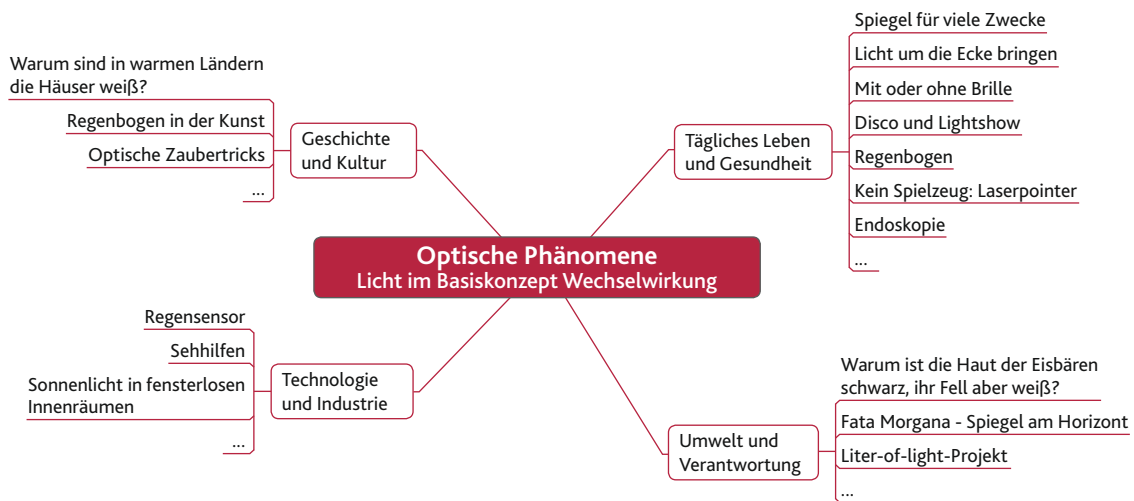 Optische Phänomene
Licht im Basiskonzept Wechselwirkung
Geschichte
und Kultur
Warum sind in warmen Ländern
die Häuser weiß?
Regenbogen in der Kunst
Optische Zaubertricks
...
Tägliches Leben
und Gesundheit
Spiegel für viele Zwecke
Licht um die Ecke bringen
Mit oder ohne Brille
Disco und Lightshow
Regenbogen
Kein Spielzeug: Laserpointer
Endoskopie
...
Technologie
und Industrie
Regensensor
Sehhilfen
Sonnenlicht in fensterlosen
Innenräumen
...
Umwelt und
Verantwortung
Warum ist die Haut der Eisbären
schwarz, ihr Fell aber weiß?
Fata Morgana - Spiegel am Horizont
Liter-of-light-Projekt
...